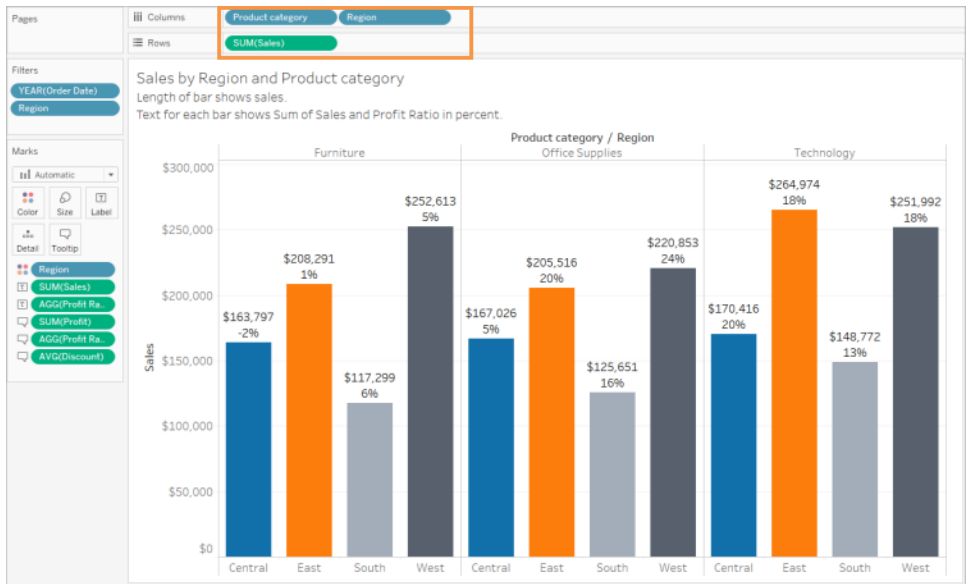 Pages
Columns
Product category
Region
Rows
SUM(Sales)
Filters
YEAR(Order Date)
Region
Marks
Automatic
Color
Size
Label
Detail
Tooltip
Region
SUM(Sales)
AGG(Profit Ra..
SUM(Profit)
AGG(Profit Ra..
AVG(Discount)
Sales by Region and Product category
Length of bar shows sales.
Text for each bar shows Sum of Sales and Profit Ratio in percent.
Product category / Region
Furniture
Office Supplies
Technology
Sales
$300,000
$250,000
$200,000
$150,000
$100,000
$50,000
$0
$163,797
-2%
$208,291
1%
$117,299
6%
$252,613
5%
$167,026
5%
$205,516
20%
$125,651
16%
$220,853
24%
$170,416
20%
$264,974
18%
$148,772
13%
$251,992
18%
Central
East
South
West
Central
East
South
West
Central
East
South
West